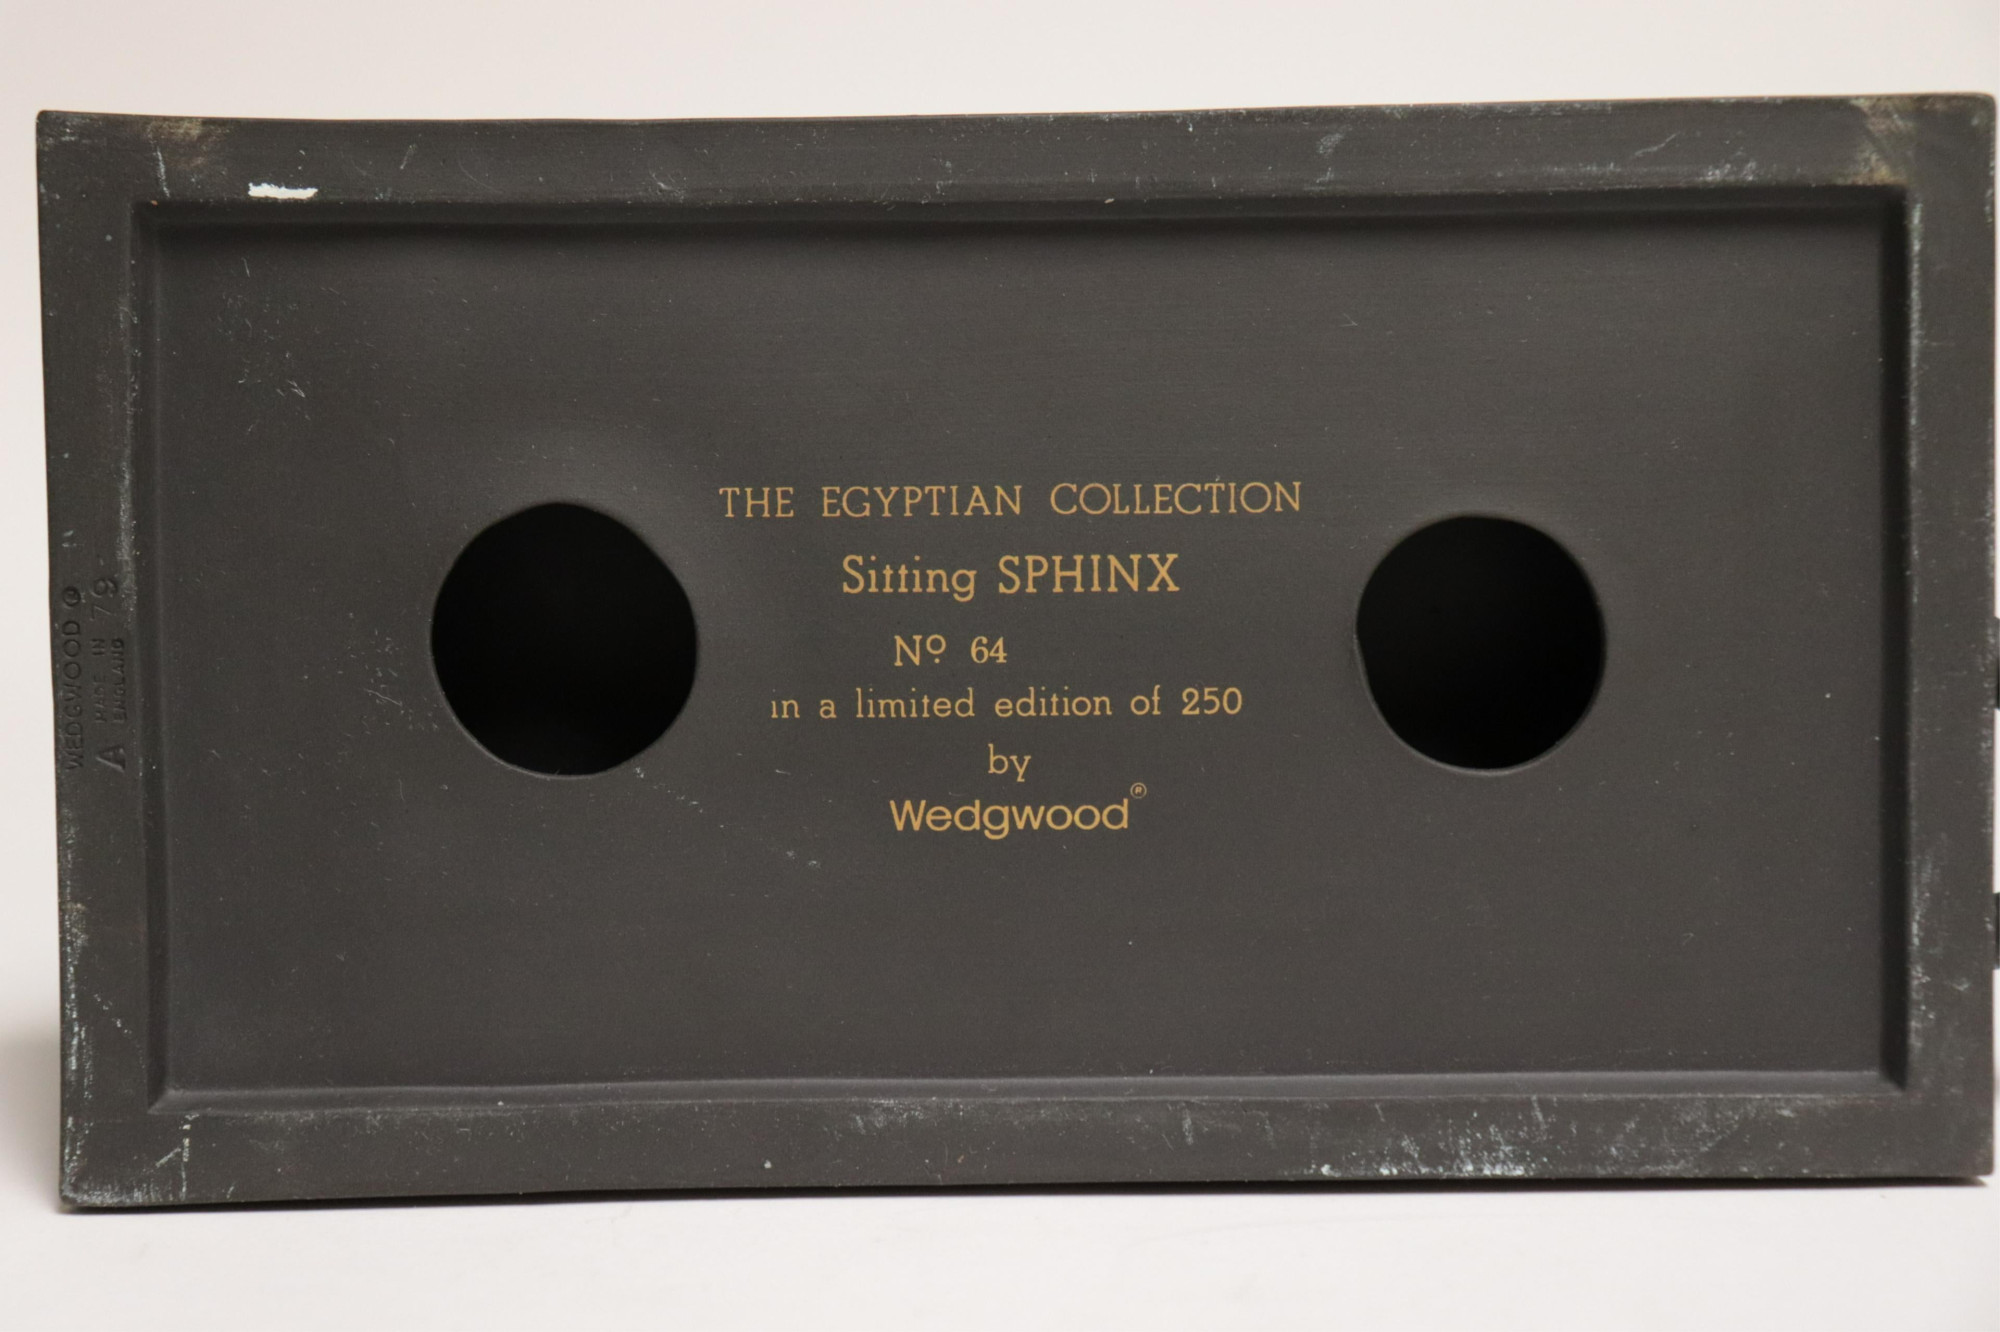 THE EGYPTIAN COLLECTION
Sitting SPHINX
Nº 64
in a limited edition of 250
by
Wedgwood®
WEDGWOOD ®
MADE IN
ENGLAND
A 79